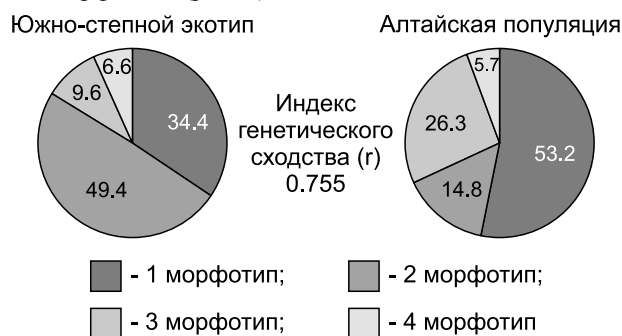 Южно-степной экотип
6.6
9.6
34.4
49.4
Индекс
генетического
сходства (r)
0.755
Алтайская популяция
5.7
26.3
53.2
14.8
- 1 морфотип;
- 2 морфотип;
- 3 морфотип;
- 4 морфотип